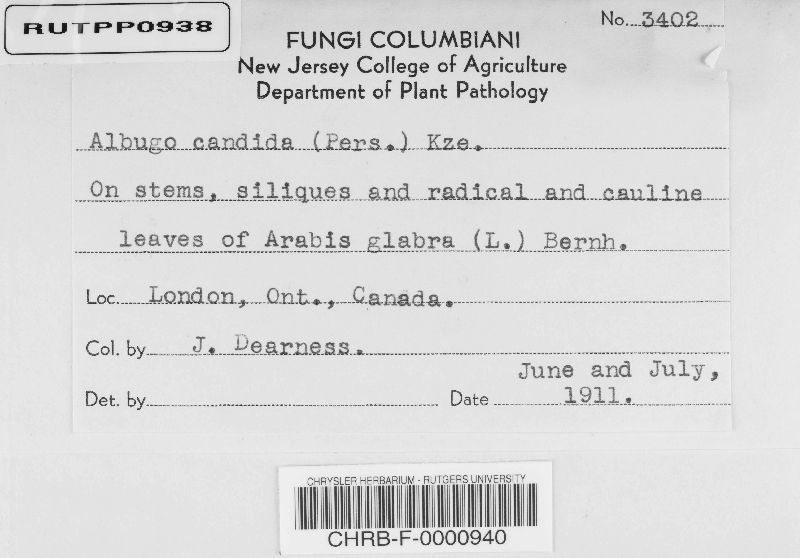 RUTPP0938
No. 3402
FUNGI COLUMBIANI
New Jersey College of Agriculture
Department of Plant Pathology
Albugo candida (Pers.) Kze.
On stems, siliques and radical and cauline
leaves of Arabis glabra (L.) Bernh.
Loc. London, Ont., Canada.
Col. by J. Dearness.
June and July,
Det. by Date 1911.
CHRYSLER HERBARIUM - RUTGERS UNIVERSITY
CHRB-F-0000940